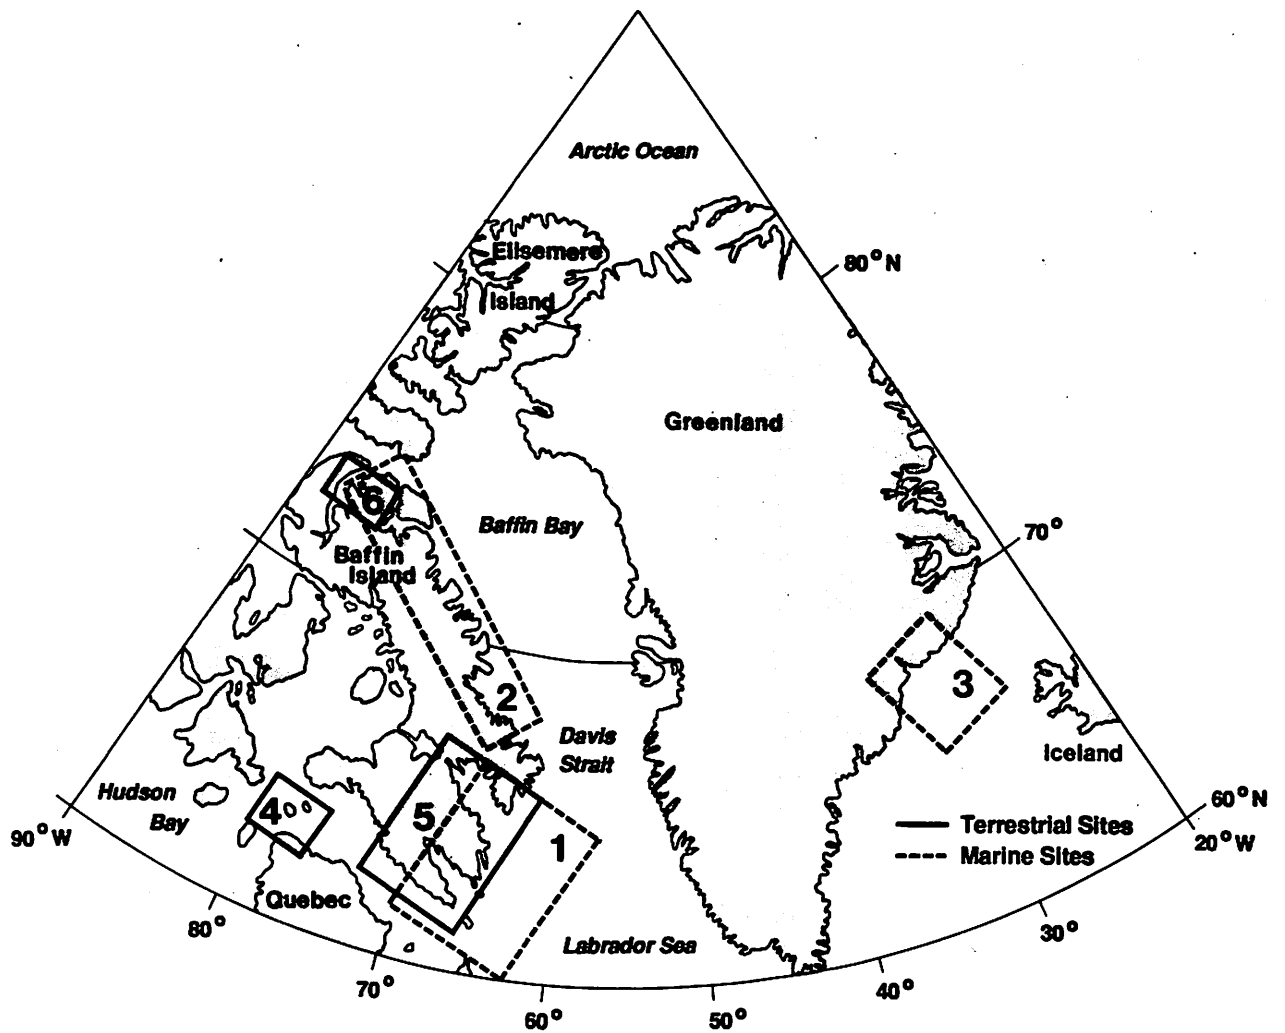 Arctic Ocean
Ellsemere
Island
80°N
Greenland
6
Baffin Bay
70°
Baffin
Island
2
3
Davis
Strait
Iceland
Hudson
Bay
4
5
1
60°N
90°W
Terrestrial Sites
20°W
Marine Sites
Quebec
80°
Labrador Sea
30°
70°
40°
60°
50°